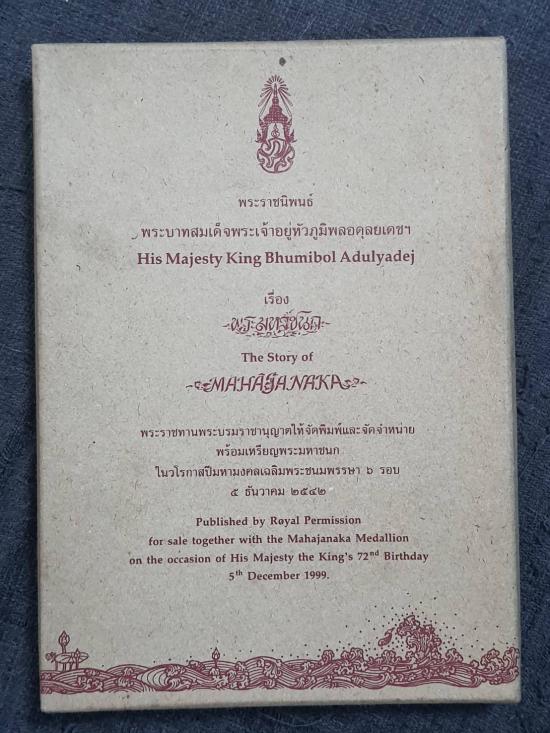 พระราชนิพนธ์
พระบาทสมเด็จพระเจ้าอยู่หัวภูมิพลอดุลยเดชฯ
His Majesty King Bhumibol Adulyadej
เรื่อง
พระมหาชนก
The Story of
MAHAJANAKA
พระราชทานพระบรมราชานุญาตให้จัดพิมพ์และจัดจำหน่าย
พร้อมเหรียญพระมหาชนก
ในวโรกาสปีมหามงคลเฉลิมพระชนมพรรษา ๖ รอบ
๕ ธันวาคม ๒๕๔๒
Published by Royal Permission
for sale together with the Mahajanaka Medallion
on the occasion of His Majesty the King's 72nd Birthday
5th December 1999.